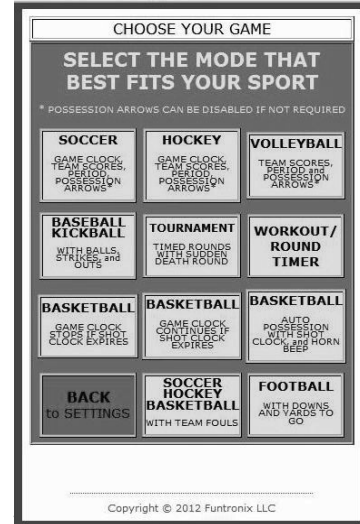 CHOOSE YOUR GAME
SELECT THE MODE THAT
BEST FITS YOUR SPORT
* POSSESSION ARROWS CAN BE DISABLED IF NOT REQUIRED
SOCCER
GAME CLOCK,
TEAM SCORES,
PERIOD,
POSSESSION
ARROWS*
HOCKEY
GAME CLOCK,
TEAM SCORES,
PERIOD,
POSSESSION
ARROWS*
VOLLEYBALL
TEAM SCORES,
PERIOD and
POSSESSION
ARROWS*
BASEBALL
KICKBALL
WITH BALLS,
STRIKES, and
OUTS
TOURNAMENT
TIMED ROUNDS
WITH SUDDEN
DEATH ROUND
WORKOUT/
ROUND
TIMER
BASKETBALL
GAME CLOCK
STOPS IF SHOT
CLOCK EXPIRES
BASKETBALL
GAME CLOCK
CONTINUES IF
SHOT CLOCK
EXPIRES
BASKETBALL
AUTO
POSSESSION
WITH SHOT
CLOCK, and HORN
BEEP
BACK
to SETTINGS
SOCCER
HOCKEY
BASKETBALL
WITH TEAM FOULS
FOOTBALL
WITH DOWNS
AND YARDS TO
GO
Copyright © 2012 Funtronix LLC